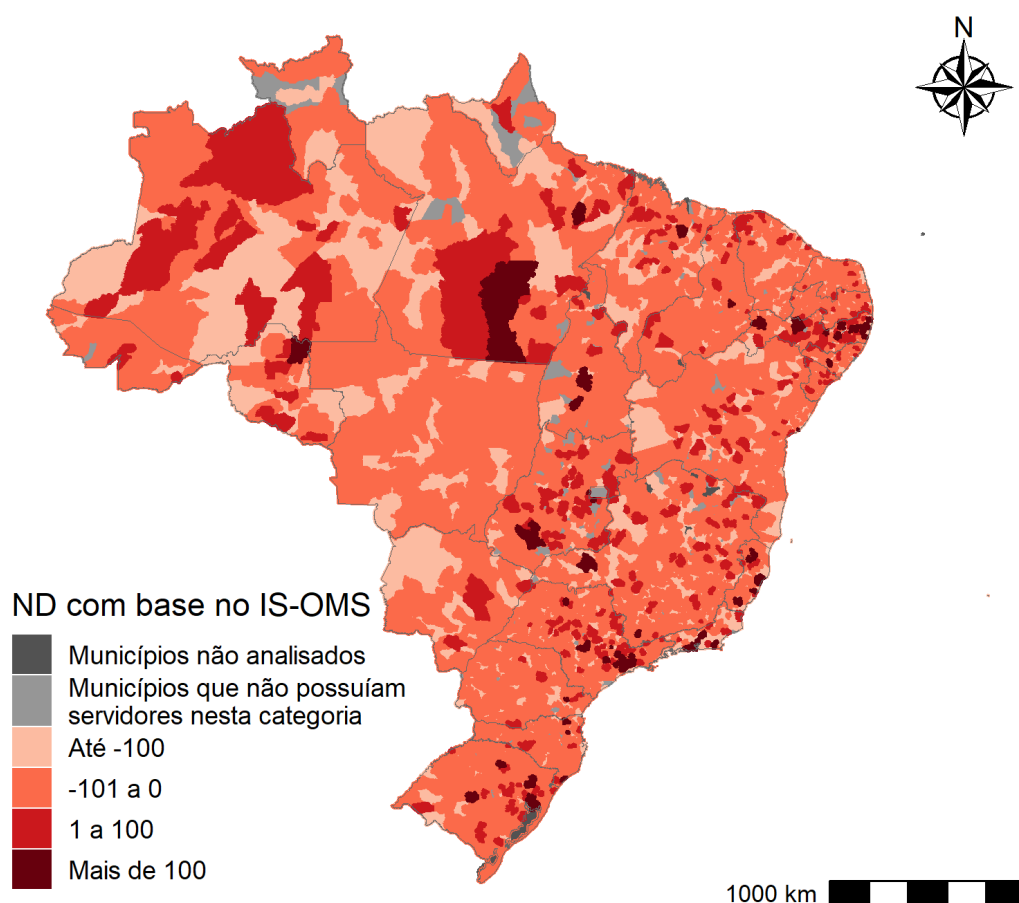 N
ND com base no IS-OMS
Municípios não analisados
Municípios que não possuíam
servidores nesta categoria
Até -100
-101 a 0
1 a 100
Mais de 100
1000 km